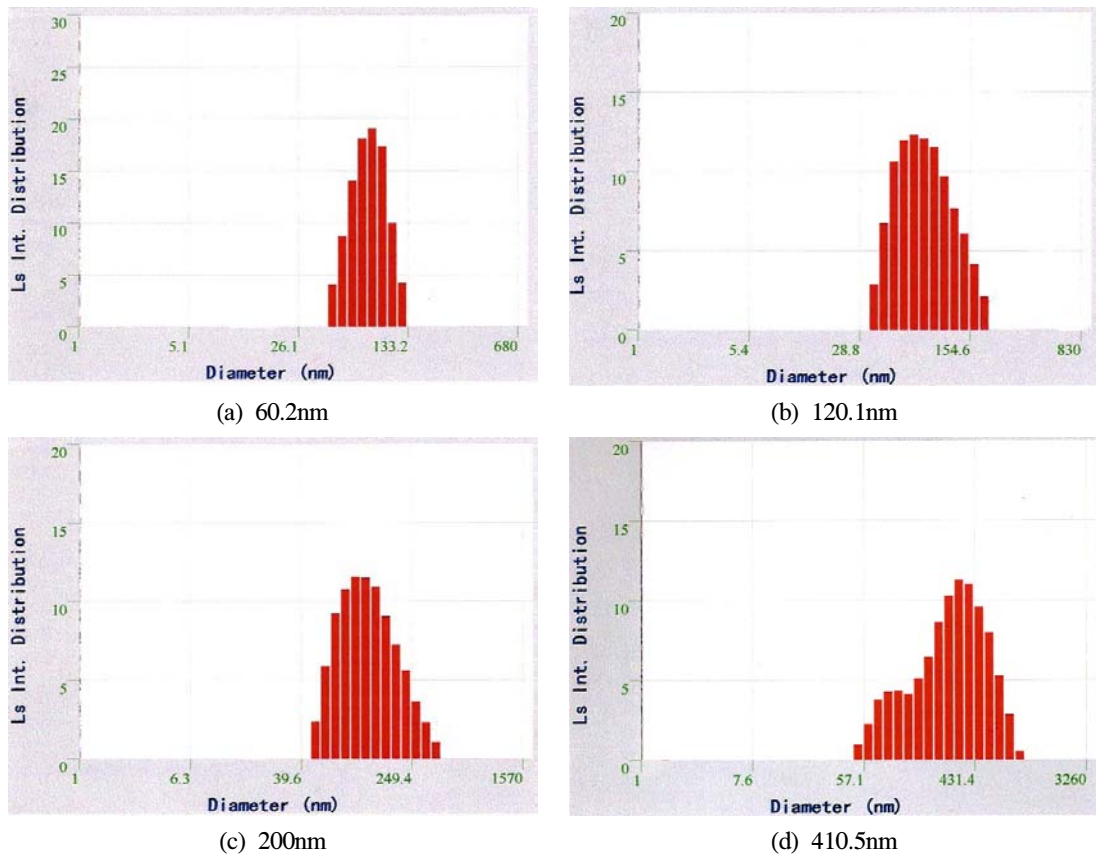 30
25
20
15
10
5
0
Ls Int. Distribution
1 5.1 26.1 133.2 680
Diameter (nm)
(a) 60.2nm
20
15
10
5
0
Ls Int. Distribution
1 5.4 28.8 154.6 830
Diameter (nm)
(b) 120.1nm
20
15
10
5
0
Ls Int. Distribution
1 6.3 39.6 249.4 1570
Diameter (nm)
(c) 200nm
20
15
10
5
0
Ls Int. Distribution
1 7.6 57.1 431.4 3260
Diameter (nm)
(d) 410.5nm